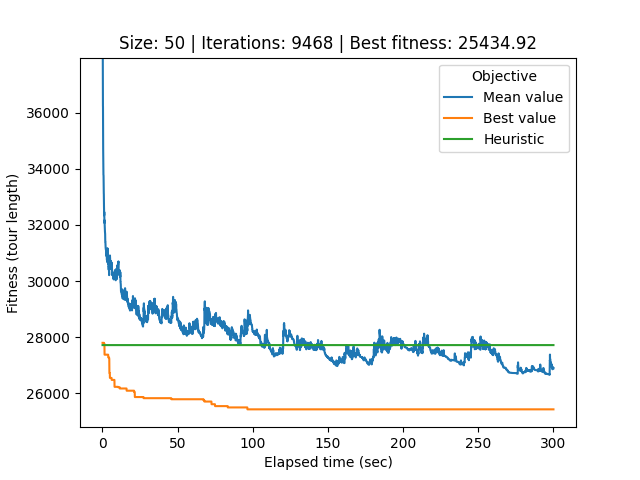 Size: 50 | Iterations: 9468 | Best fitness: 25434.92
Objective
Mean value
Best value
Heuristic
Fitness (tour length)
36000
34000
32000
30000
28000
26000
0 50 100 150 200 250 300
Elapsed time (sec)